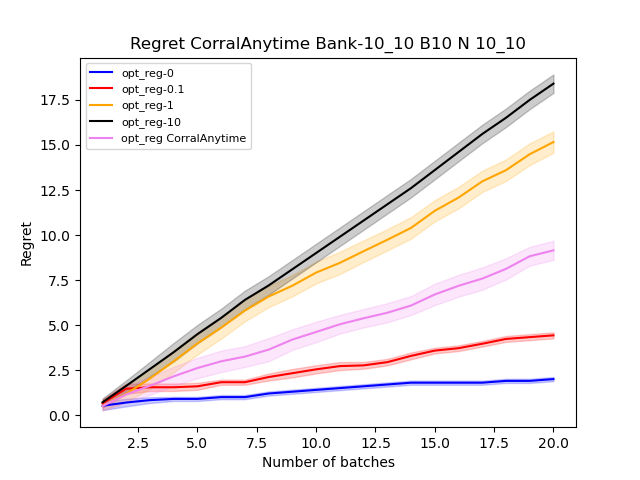 Regret CorralAnytime Bank-10_10 B10 N 10_10
opt_reg-0
opt_reg-0.1
opt_reg-1
opt_reg-10
opt_reg CorralAnytime
Regret
17.5
15.0
12.5
10.0
7.5
5.0
2.5
0.0
2.5 5.0 7.5 10.0 12.5 15.0 17.5 20.0
Number of batches